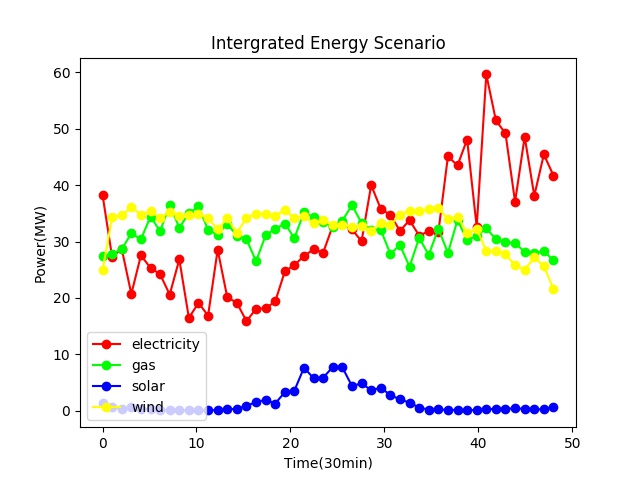 Intergrated Energy Scenario
Power(MW)
60
50
40
30
20
10
0
electricity
gas
solar
wind
0 10 20 30 40 50
Time(30min)